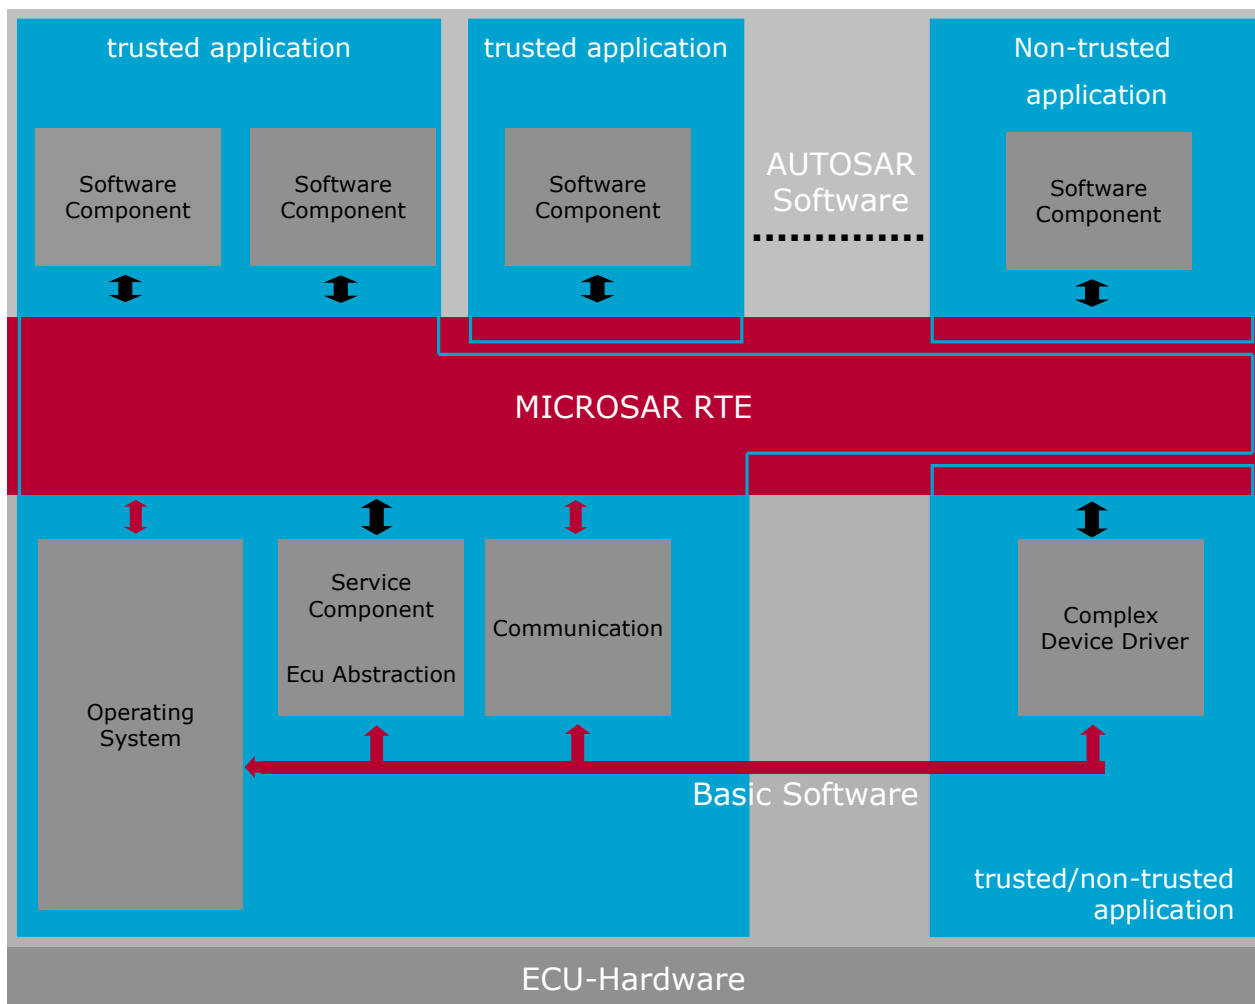 trusted application
trusted application
Non-trusted
application
Software
Component
Software
Component
Software
Component
AUTOSAR
Software
Software
Component
MICROSAR RTE
Operating
System
Service
Component
Ecu Abstraction
Communication
Complex
Device Driver
Basic Software
trusted/non-trusted
application
ECU-Hardware